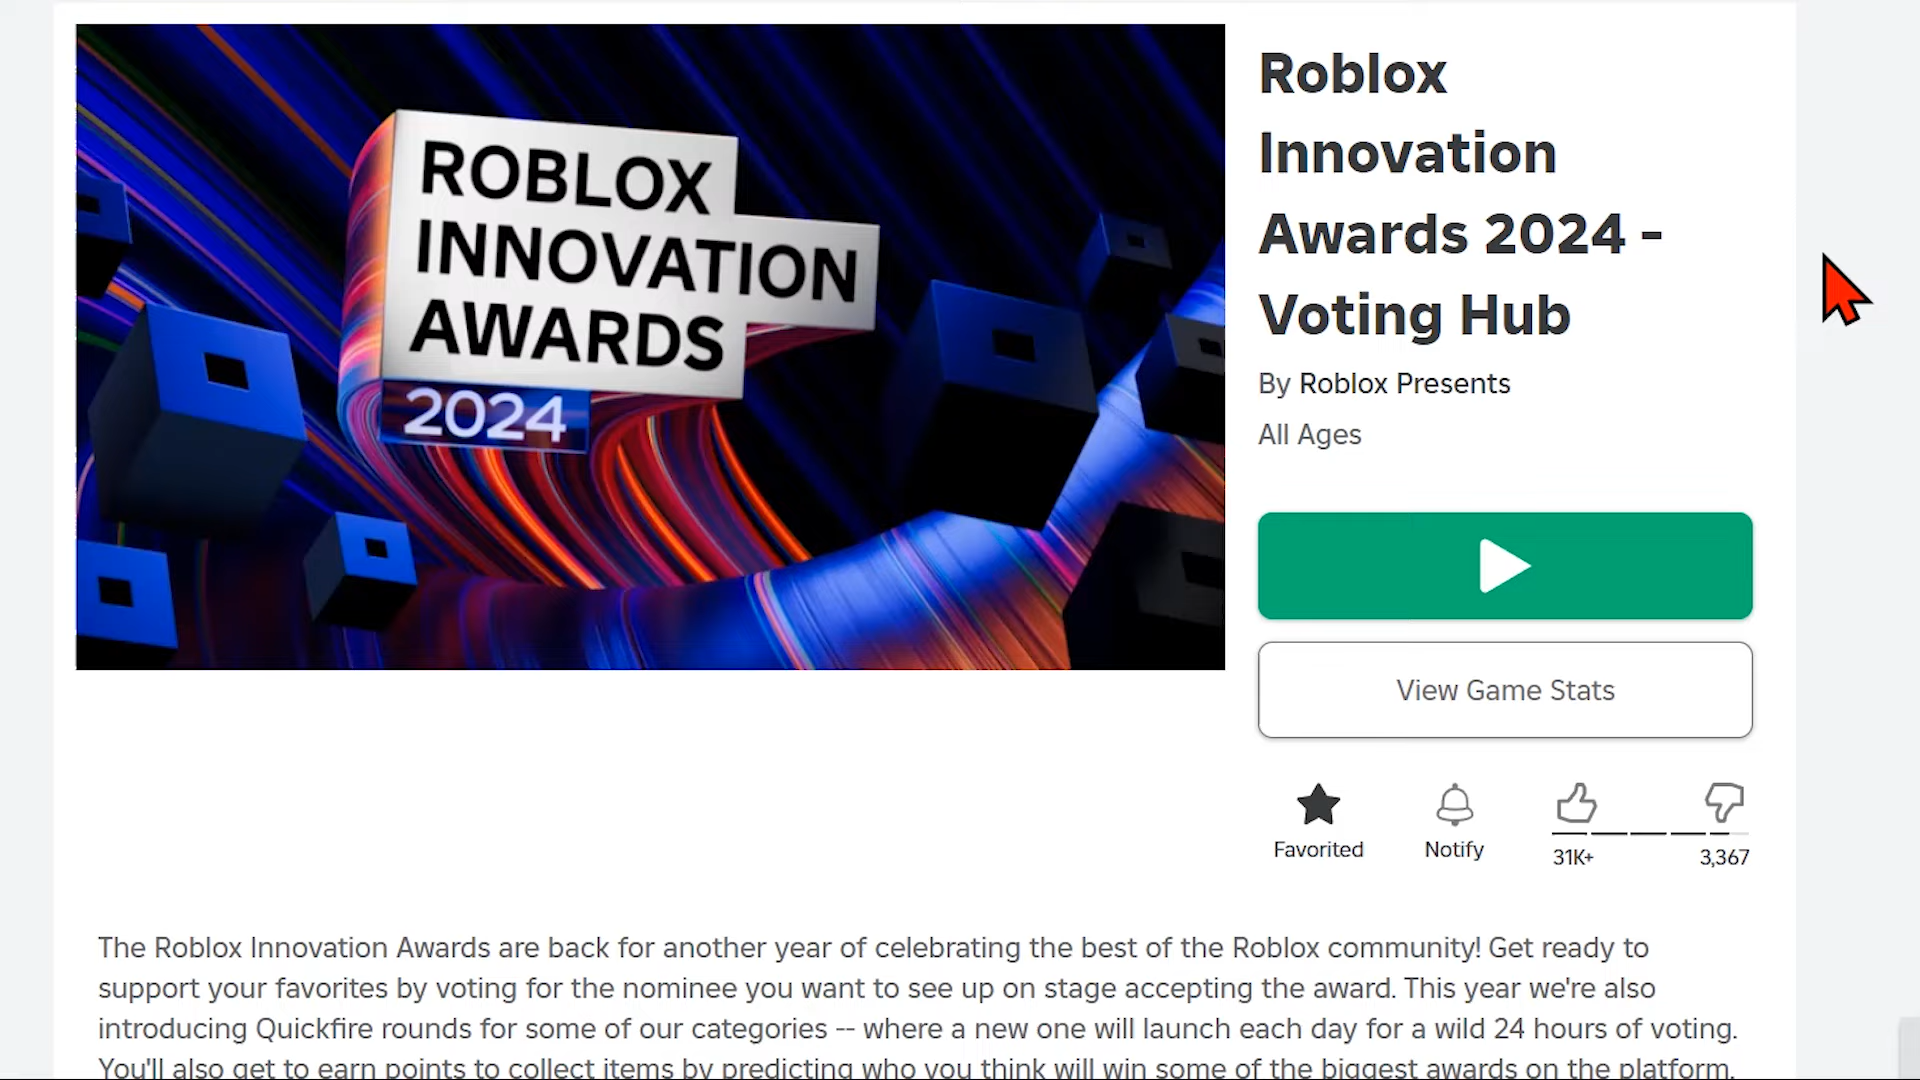 ROBLOX
INNOVATION
AWARDS
2024
Roblox
Innovation
Awards 2024 -
Voting Hub
By Roblox Presents
All Ages
View Game Stats
Favorited
Notify
31K+
3,367
The Roblox Innovation Awards are back for another year of celebrating the best of the Roblox community! Get ready to
support your favorites by voting for the nominee you want to see up on stage accepting the award. This year we're also
introducing Quickfire rounds for some of our categories -- where a new one will launch each day for a wild 24 hours of voting.
You'll also get to earn points to collect items by predicting who you think will win some of the biggest awards on the platform.